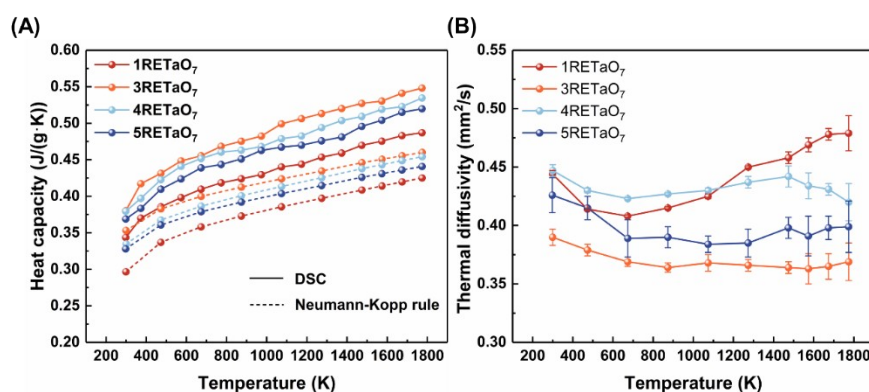 (A)
Heat capacity (J/(g·K))
0.60
0.55
0.50
0.45
0.40
0.35
0.30
0.25
0.20
1RETaO₇
3RETaO₇
4RETaO₇
5RETaO₇
DSC
Neumann-Kopp rule
200 400 600 800 1000 1200 1400 1600 1800
Temperature (K)
(B)
Thermal diffusivity (mm²/s)
0.55
0.50
0.45
0.40
0.35
0.30
1RETaO₇
3RETaO₇
4RETaO₇
5RETaO₇
200 400 600 800 1000 1200 1400 1600 1800
Temperature (K)